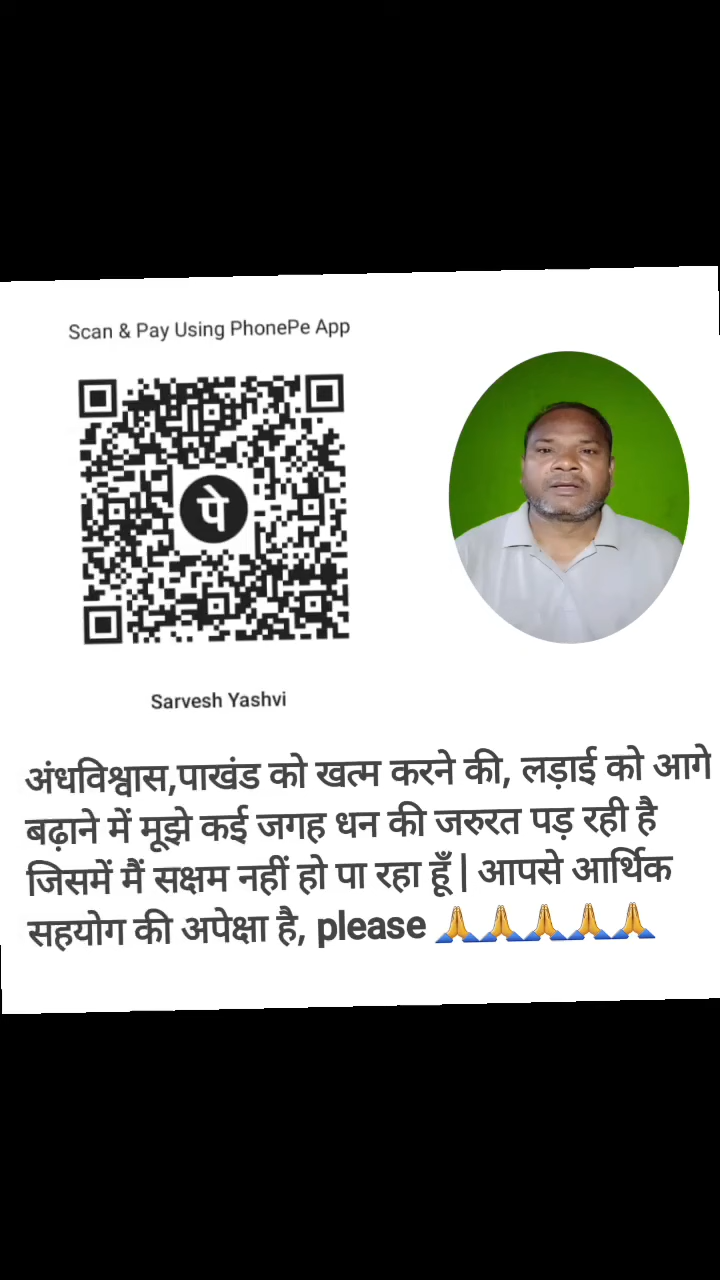 Scan & Pay Using PhonePe App
पे
Sarvesh Yashvi
अंधविश्वास,पाखंड को खत्म करने की, लड़ाई को आगे
बढ़ाने में मूझे कई जगह धन की जरुरत पड़ रही है
जिसमें मैं सक्षम नहीं हो पा रहा हूँ | आपसे आर्थिक
सहयोग की अपेक्षा है, please 🙏🙏🙏🙏🙏